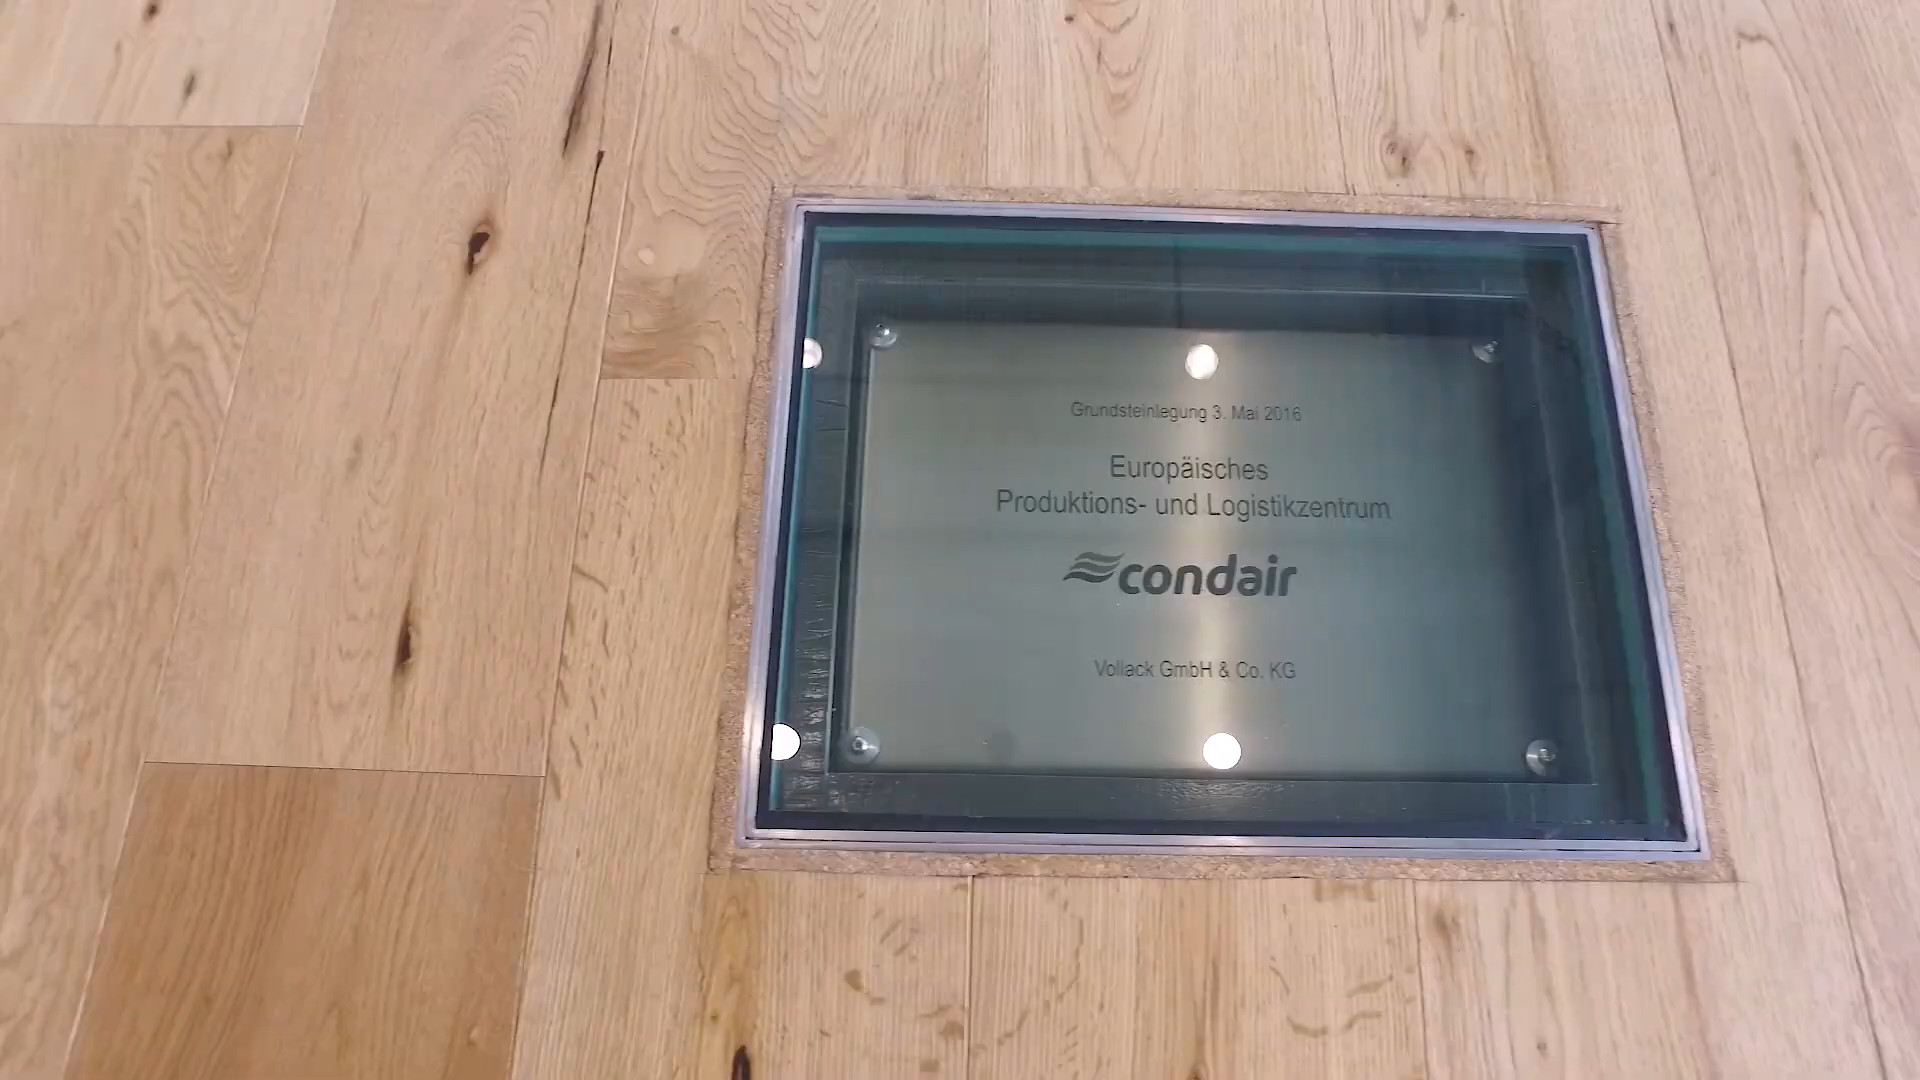 Grundsteinlegung 3. Mai 2016
Europäisches
Produktions- und Logistikzentrum
condair
Vollack GmbH & Co. KG